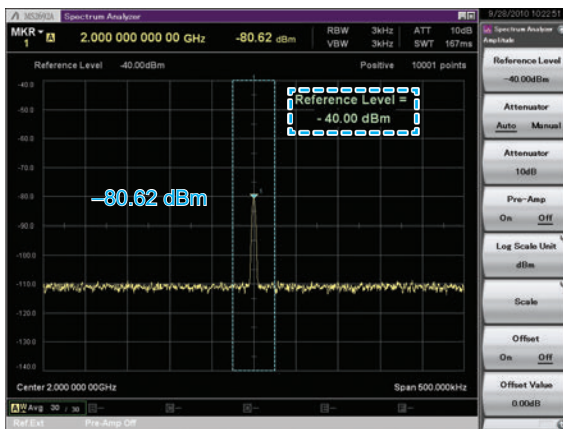 MS2692A Spectrum Analyzer
9/28/2010 10:22:51
MKR
1
A
2.000 000 000 00 GHz
-80.62 dBm
RBW 3kHz
VBW 3kHz
ATT 10dB
SWT 167ms
Reference Level -40.00dBm
Positive 10001 points
-40.0
-50.0
-60.0
-70.0
-80.0
-90.0
-100.0
-110.0
-120.0
-130.0
-140.0
Reference Level =
- 40.00 dBm
–80.62 dBm
1
Center 2.000 000 00GHz
Span 500.000kHz
Avg 30 / 30
Ref.Ext Pre-Amp Off
Spectrum Analyzer
Amplitude
Reference Level
-40.00dBm
Attenuator
Auto Manual
Attenuator
10dB
Pre-Amp
On Off
Log Scale Unit
dBm
Scale
Offset
On Off
Offset Value
0.00dB